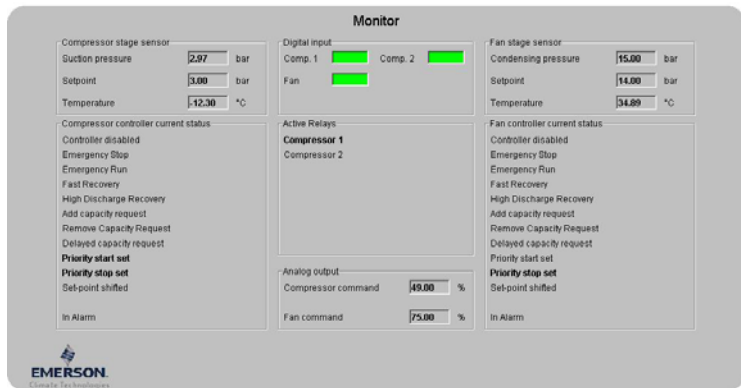 Monitor
Compressor stage sensor
Suction pressure 2.97 bar
Setpoint 3.00 bar
Temperature -12.30 °C
Digital input
Comp. 1 Comp. 2
Fan
Fan stage sensor
Condensing pressure 15.00 bar
Setpoint 14.00 bar
Temperature 34.89 °C
Compressor controller current status
Controller disabled
Emergency Stop
Emergency Run
Fast Recovery
High Discharge Recovery
Add capacity request
Remove Capacity Request
Delayed capacity request
Priority start set
Priority stop set
Set-point shifted
In Alarm
Active Relays
Compressor 1
Compressor 2
Analog output
Compressor command 49.00 %
Fan command 75.00 %
Fan controller current status
Controller disabled
Emergency Stop
Emergency Run
Fast Recovery
High Discharge Recovery
Add capacity request
Remove Capacity Request
Delayed capacity request
Priority start set
Priority stop set
Set-point shifted
In Alarm
EMERSON.
Climate Technologies